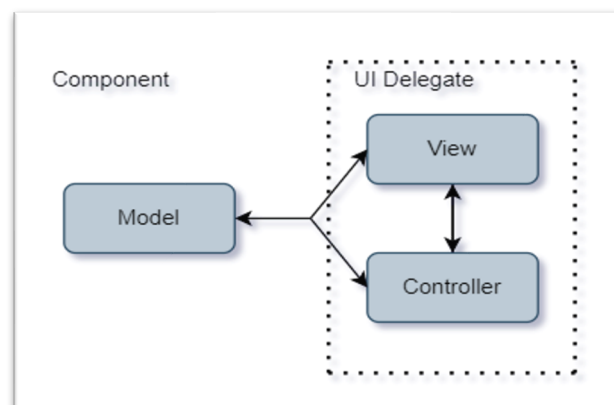 Component
UI Delegate
View
Model
Controller